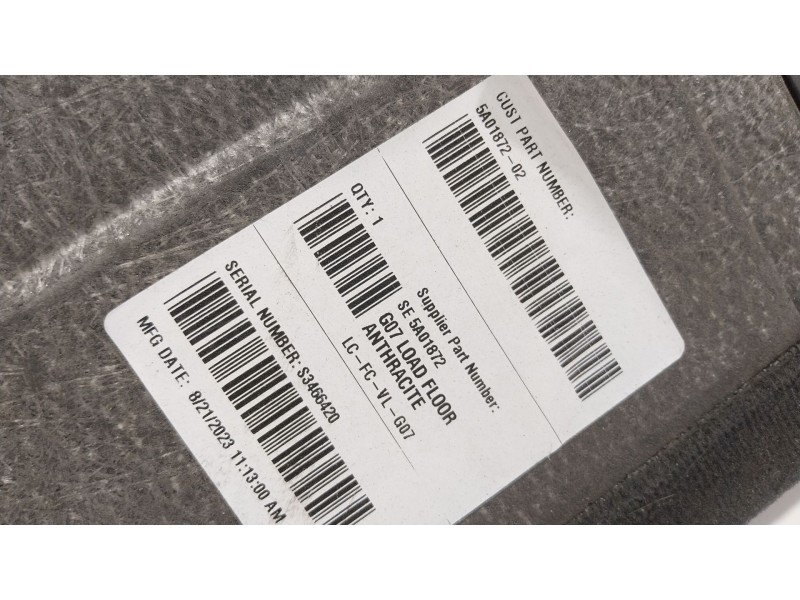 CUST PART NUMBER:
5A01872-02
QTY: 1
Supplier Part Number:
SE 5A01872
G07 LOAD FLOOR
ANTHRACITE
LC-FC-VL-G07
SERIAL NUMBER: S3466420
MFG DATE: 8/21/2023 11:13:00 AM